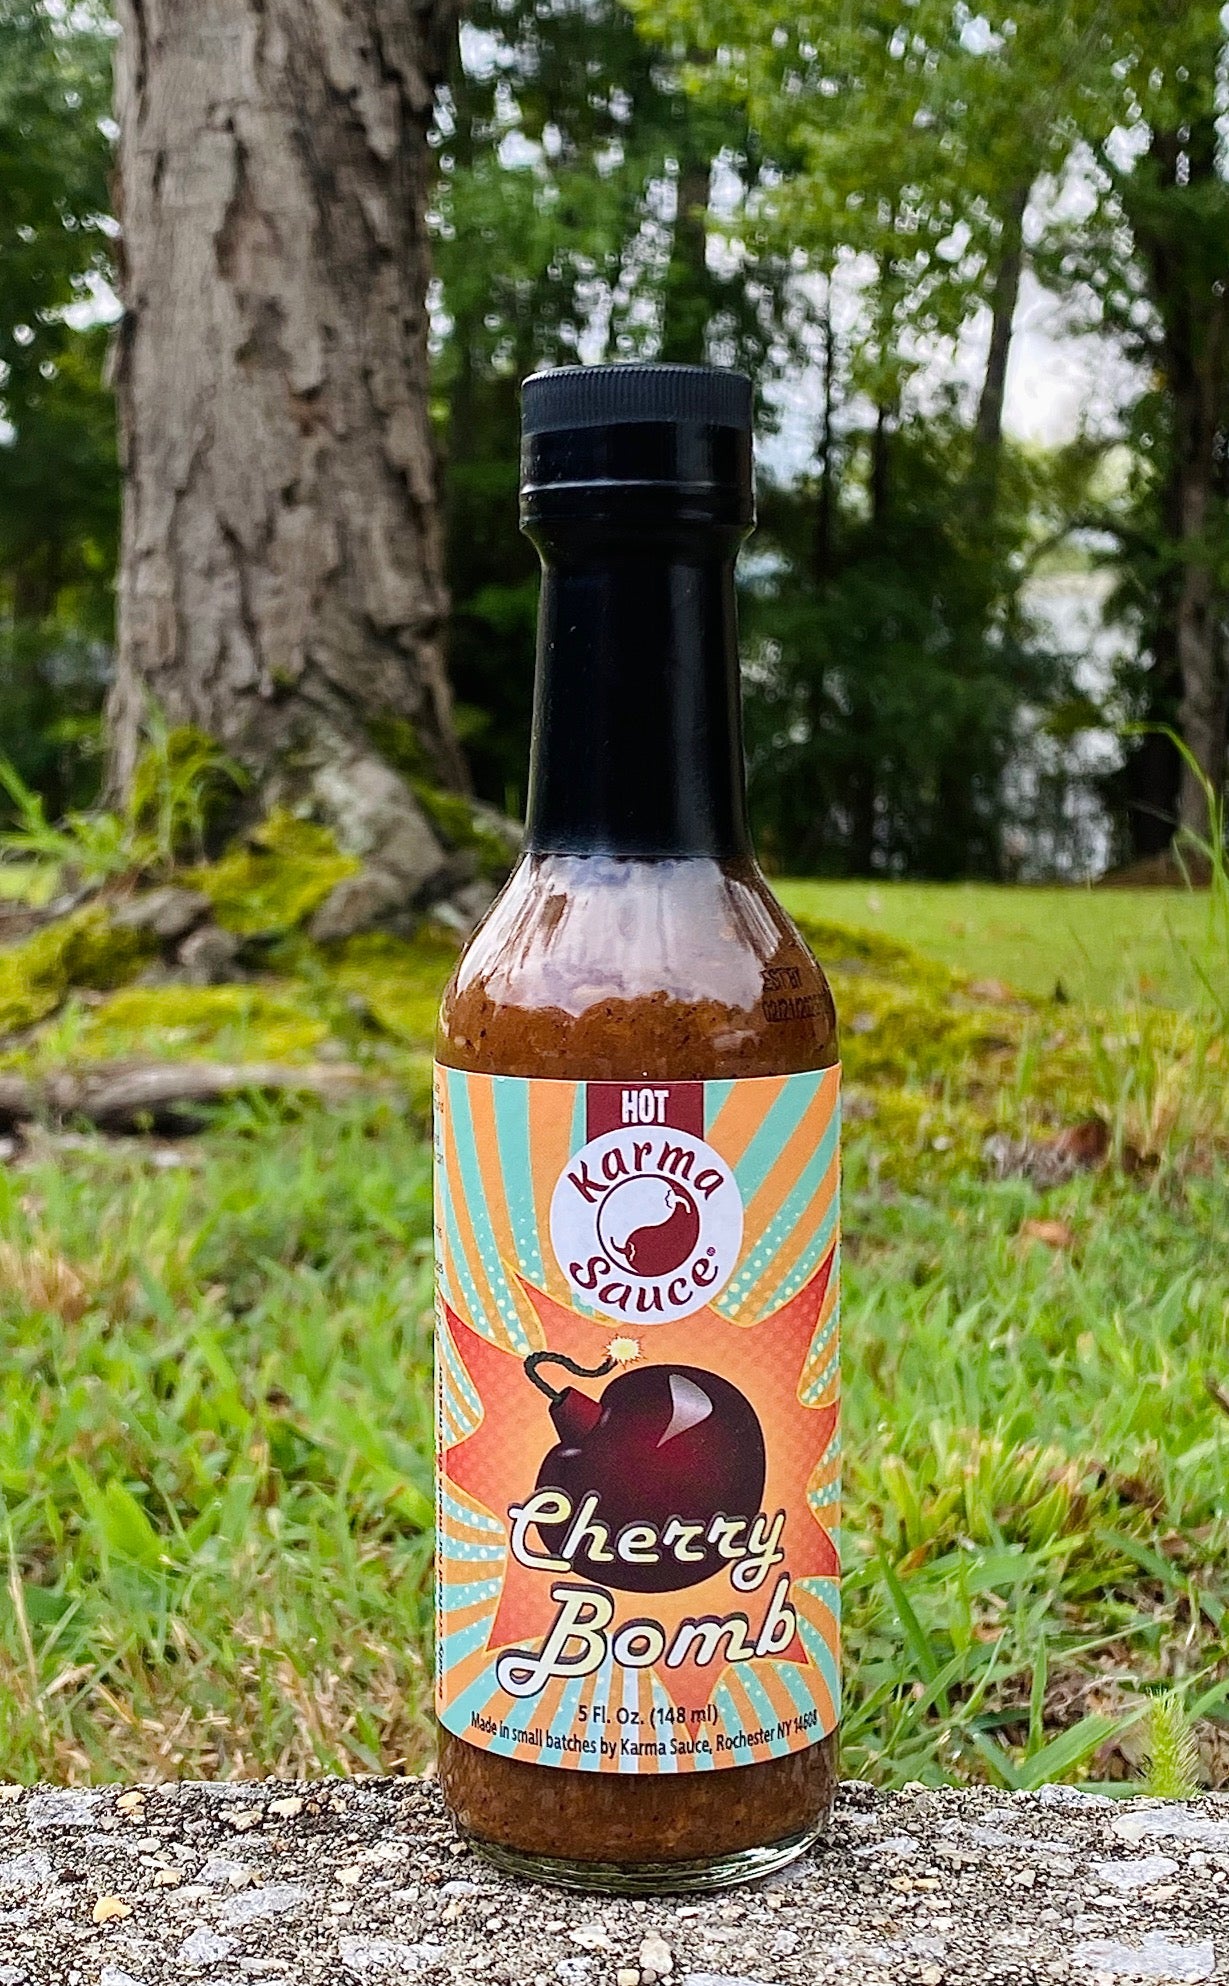 HOT
Karma
Sauce®
Cherry
Bomb
5 Fl. Oz. (148 ml)
Made in small batches by Karma Sauce, Rochester NY 14608